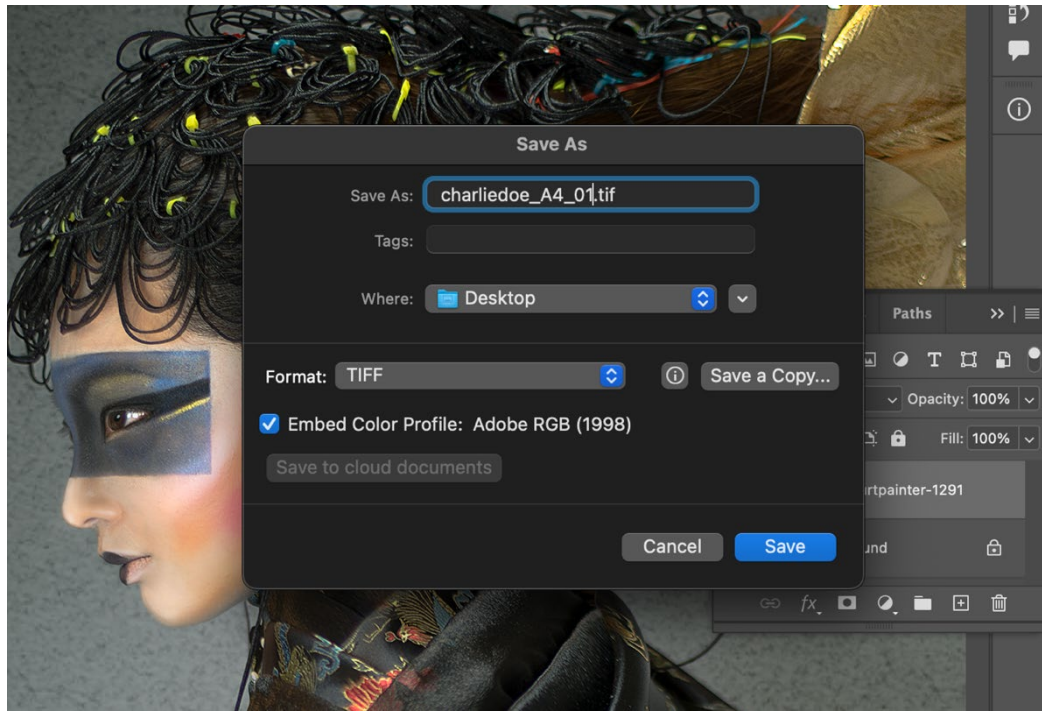 Save As
Save As: charliedoe_A4_01.tif
Tags:
Where: Desktop
Paths
Format: TIFF
Save a Copy...
Opacity: 100%
Embed Color Profile: Adobe RGB (1998)
Fill: 100%
Save to cloud documents
rtpainter-1291
Cancel Save
und
fx